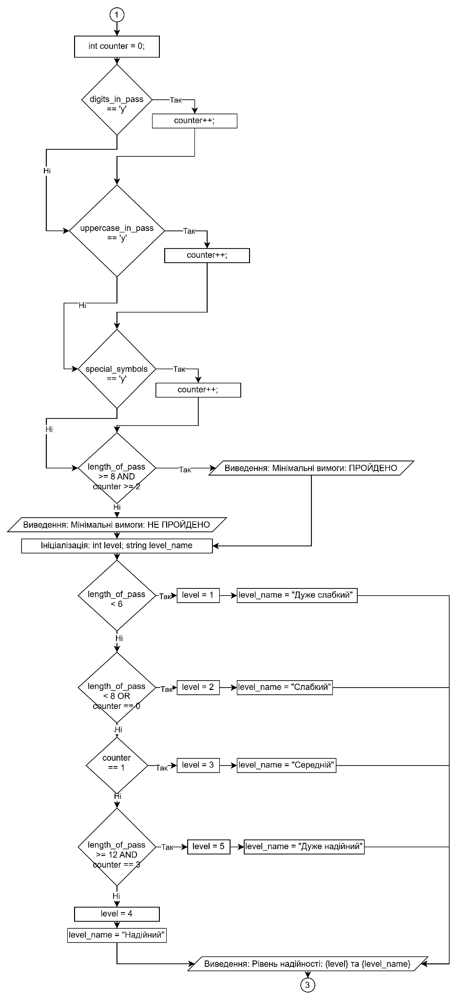 1
int counter = 0;
digits_in_pass
== 'y'
Так
counter++;
Ні
uppercase_in_pass
== 'y'
Так
counter++;
Ні
special_symbols
== 'y'
Так
counter++;
Ні
length_of_pass
>= 8 AND
counter >= 2
Так
Виведення: Мінімальні вимоги: ПРОЙДЕНО
Ні
Виведення: Мінімальні вимоги: НЕ ПРОЙДЕНО
Ініціалізація: int level; string level_name
length_of_pass
< 6
Так
level = 1
level_name = "Дуже слабкий"
Ні
length_of_pass
< 8 OR
counter == 0
Так
level = 2
level_name = "Слабкий"
Ні
counter
== 1
Так
level = 3
level_name = "Середній"
Ні
length_of_pass
>= 12 AND
counter == 3
Так
level = 5
level_name = "Дуже надійний"
Ні
level = 4
level_name = "Надійний"
Виведення: Рівень надійності: {level} та {level_name}
3